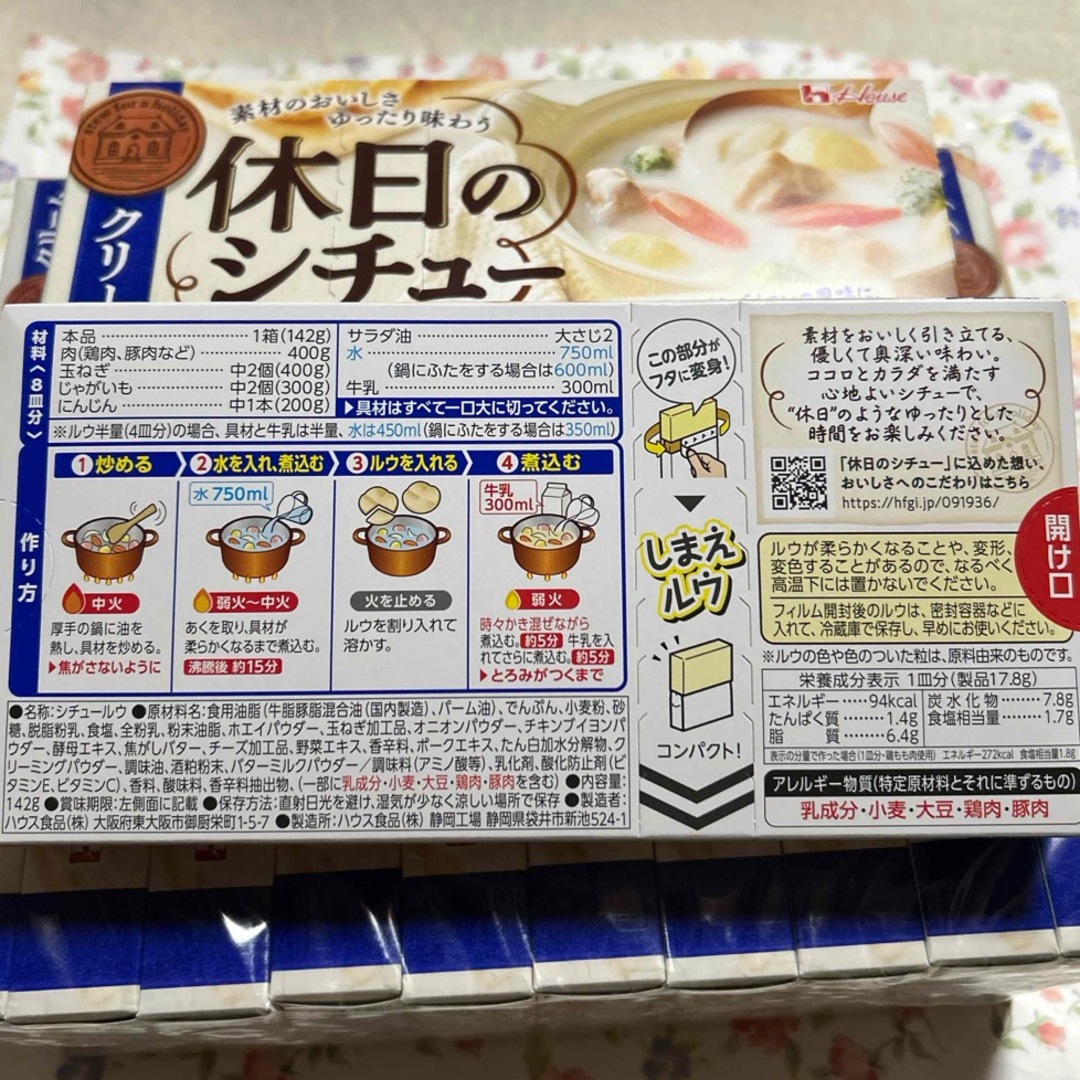 Stew for a holiday
素材のおいしさ
ゆったり味わう
House
休日の
シチュー
クリー
材料〈8皿分〉
本品 1箱(142g)
肉(鶏肉、豚肉など) 400g
玉ねぎ 中2個(400g)
じゃがいも 中2個(300g)
にんじん 中1本(200g)
サラダ油 大さじ2
水 750ml
(鍋にふたをする場合は600ml)
牛乳 300ml
▶具材はすべて一口大に切ってください。
※ルウ半量(4皿分)の場合、具材と牛乳は半量、水は450ml(鍋にふたをする場合は350ml)
作り方
1 炒める
中火
厚手の鍋に油を
熱し、具材を炒める。
▶焦がさないように
2 水を入れ、煮込む
水 750ml
弱火〜中火
あくを取り、具材が
柔らかくなるまで煮込む。
沸騰後 約15分
3 ルウを入れる
火を止める
ルウを割り入れて
溶かす。
4 煮込む
牛乳
300ml
弱火
時々かき混ぜながら
煮込む。約5分 牛乳を入
れてさらに煮込む。約5分
▶とろみがつくまで
●名称:シチュールウ ●原材料名:食用油脂(牛脂豚脂混合油(国内製造)、パーム油)、でんぷん、小麦粉、砂
糖、脱脂粉乳、食塩、全粉乳、粉末油脂、ホエイパウダー、玉ねぎ加工品、オニオンパウダー、チキンブイヨンパ
ウダー、酵母エキス、焦がしバター、チーズ加工品、野菜エキス、香辛料、ポークエキス、たん白加水分解物、ク
リーミングパウダー、調味油、酒粕粉末、バターミルクパウダー/調味料(アミノ酸等)、乳化剤、酸化防止剤(ビ
タミンE、ビタミンC)、香料、酸味料、香辛料抽出物、(一部に乳成分・小麦・大豆・鶏肉・豚肉を含む) ●内容量:
142g ●賞味期限:左側面に記載 ●保存方法:直射日光を避け、湿気が少なく涼しい場所で保存 ●製造者:
ハウス食品(株) 大阪府東大阪市御厨栄町1-5-7 ●製造所:ハウス食品(株) 静岡工場 静岡県袋井市新池524-1
この部分が
フタに変身!
しまえ
ルウ
コンパクト!
素材をおいしく引き立てる、
優しくて奥深い味わい。
ココロとカラダを満たす
心地よいシチューで、
“休日”のようなゆったりとした
時間をお楽しみください。
「休日のシチュー」に込めた想い、
おいしさへのこだわりはこちら
https://hfgi.jp/091936/
開け口
ルウが柔らかくなることや、変形、
変色することがあるので、なるべく
高温下には置かないでください。
フィルム開封後のルウは、密封容器などに
入れて、冷蔵庫で保存し、早めにお使いください。
※ルウの色や色のついた粒は、原料由来のものです。
栄養成分表示 1皿分(製品17.8g)
エネルギー 94kcal
たんぱく質 1.4g
脂質 6.4g
炭水化物 7.8g
食塩相当量 1.7g
表示の分量で作った場合(1皿分・鶏もも肉使用) エネルギー272kcal 食塩相当量1.8g
アレルギー物質(特定原材料とそれに準ずるもの)
乳成分・小麦・大豆・鶏肉・豚肉